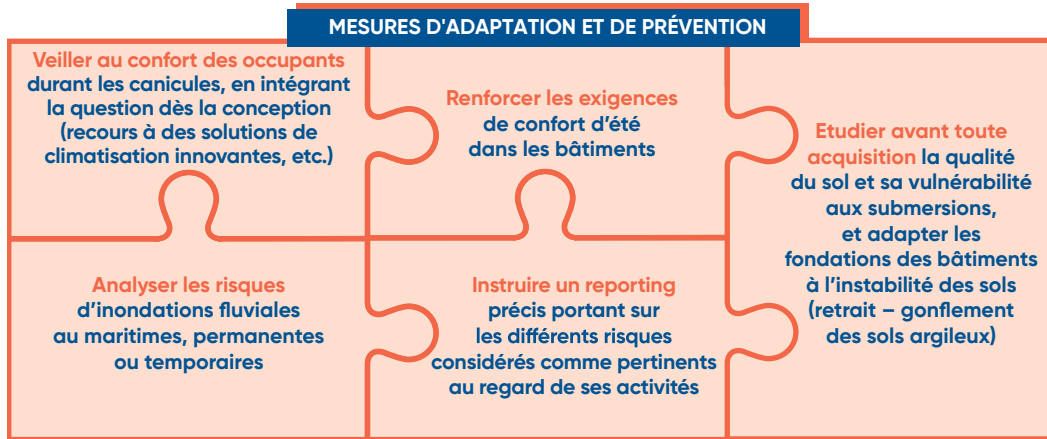 MESURES D'ADAPTATION ET DE PRÉVENTION
Veiller au confort des occupants
durant les canicules, en intégrant
la question dès la conception
(recours à des solutions de
climatisation innovantes, etc.)
Renforcer les exigences
de confort d’été
dans les bâtiments
Etudier avant toute
acquisition la qualité
du sol et sa vulnérabilité
aux submersions,
et adapter les
fondations des bâtiments
à l’instabilité des sols
(retrait – gonflement
des sols argileux)
Analyser les risques
d’inondations fluviales
au maritimes, permanentes
ou temporaires
Instruire un reporting
précis portant sur
les différents risques
considérés comme pertinents
au regard de ses activités